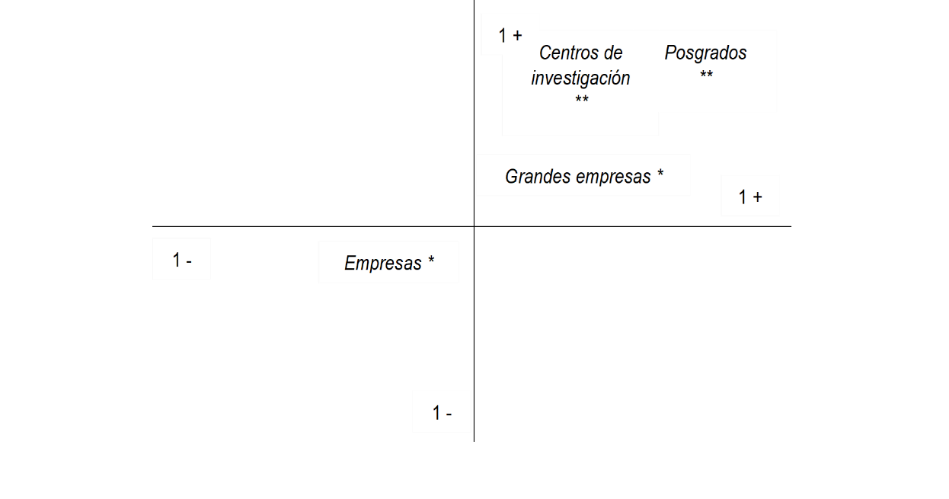 1 +
Centros de
investigación
**
Posgrados
**
Grandes empresas *
1 +
1 -
Empresas *
1 -